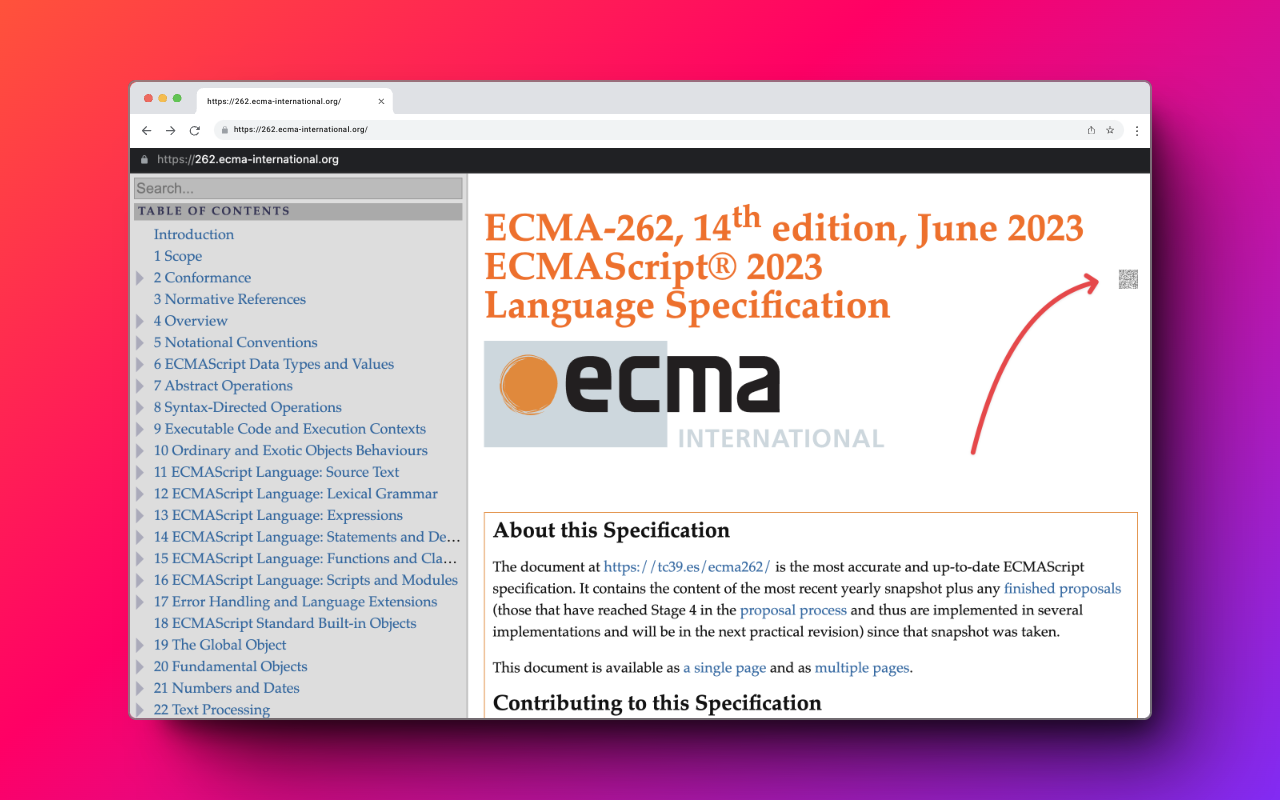 https://262.ecma-international.org/
https://262.ecma-international.org/
https://262.ecma-international.org
Search...
TABLE OF CONTENTS
Introduction
1 Scope
2 Conformance
3 Normative References
4 Overview
5 Notational Conventions
6 ECMAScript Data Types and Values
7 Abstract Operations
8 Syntax-Directed Operations
9 Executable Code and Execution Contexts
10 Ordinary and Exotic Objects Behaviours
11 ECMAScript Language: Source Text
12 ECMAScript Language: Lexical Grammar
13 ECMAScript Language: Expressions
14 ECMAScript Language: Statements and De…
15 ECMAScript Language: Functions and Cla…
16 ECMAScript Language: Scripts and Modules
17 Error Handling and Language Extensions
18 ECMAScript Standard Built-in Objects
19 The Global Object
20 Fundamental Objects
21 Numbers and Dates
22 Text Processing
ECMA-262, 14th edition, June 2023
ECMAScript® 2023
Language Specification
ecma
INTERNATIONAL
About this Specification
The document at https://tc39.es/ecma262/ is the most accurate and up-to-date ECMAScript
specification. It contains the content of the most recent yearly snapshot plus any finished proposals
(those that have reached Stage 4 in the proposal process and thus are implemented in several
implementations and will be in the next practical revision) since that snapshot was taken.
This document is available as a single page and as multiple pages.
Contributing to this Specification